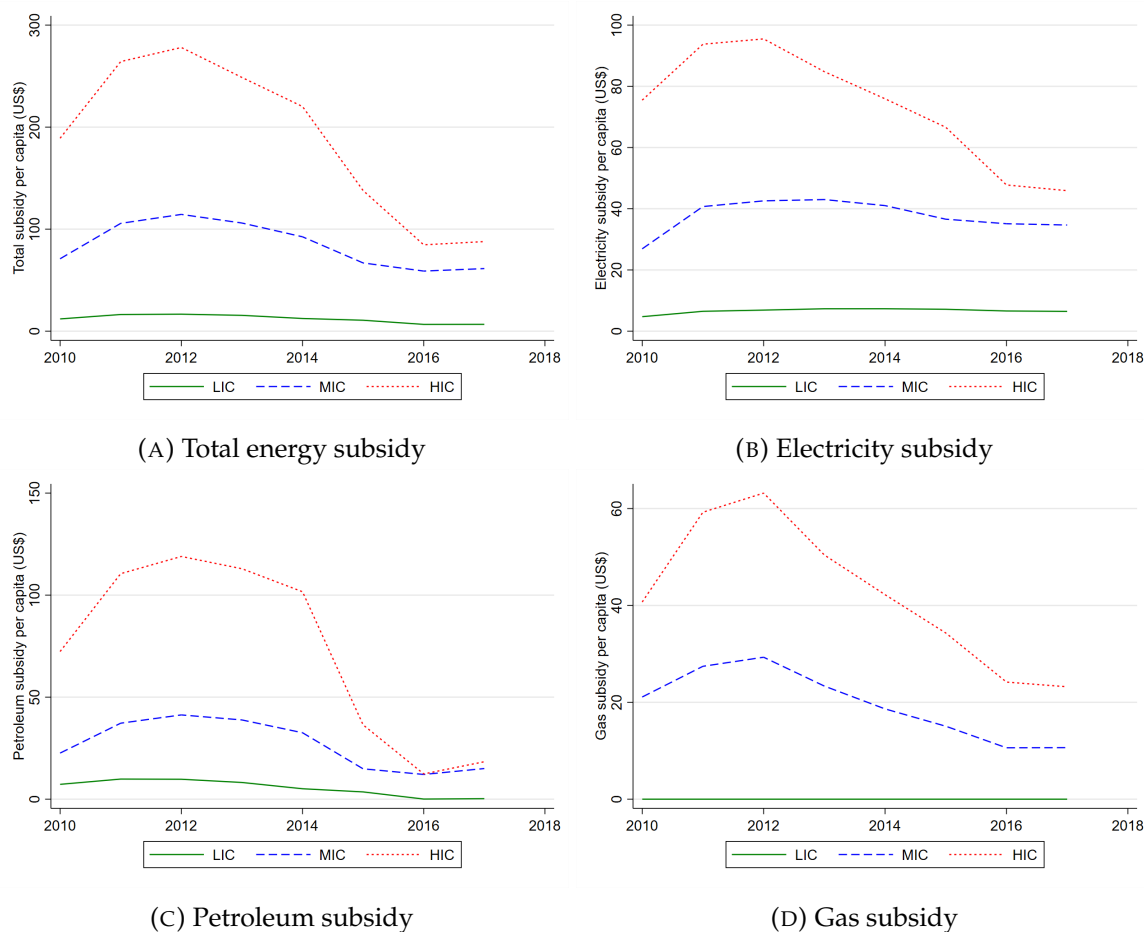 Total subsidy per capita (US$)
300
200
100
0
2010 2012 2014 2016 2018
LIC MIC HIC
(A) Total energy subsidy
Electricity subsidy per capita (US$)
100
80
60
40
20
0
2010 2012 2014 2016 2018
LIC MIC HIC
(B) Electricity subsidy
Petroleum subsidy per capita (US$)
150
100
50
0
2010 2012 2014 2016 2018
LIC MIC HIC
(C) Petroleum subsidy
Gas subsidy per capita (US$)
60
40
20
0
2010 2012 2014 2016 2018
LIC MIC HIC
(D) Gas subsidy